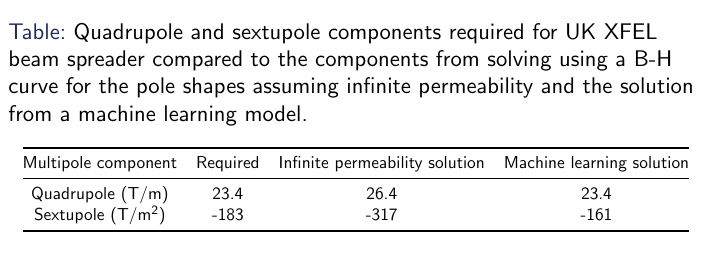 Table: Quadrupole and sextupole components required for UK XFEL
beam spreader compared to the components from solving using a B-H
curve for the pole shapes assuming infinite permeability and the solution
from a machine learning model.
Multipole component Required Infinite permeability solution Machine learning solution
Quadrupole (T/m) 23.4 26.4 23.4
Sextupole (T/m²) -183 -317 -161